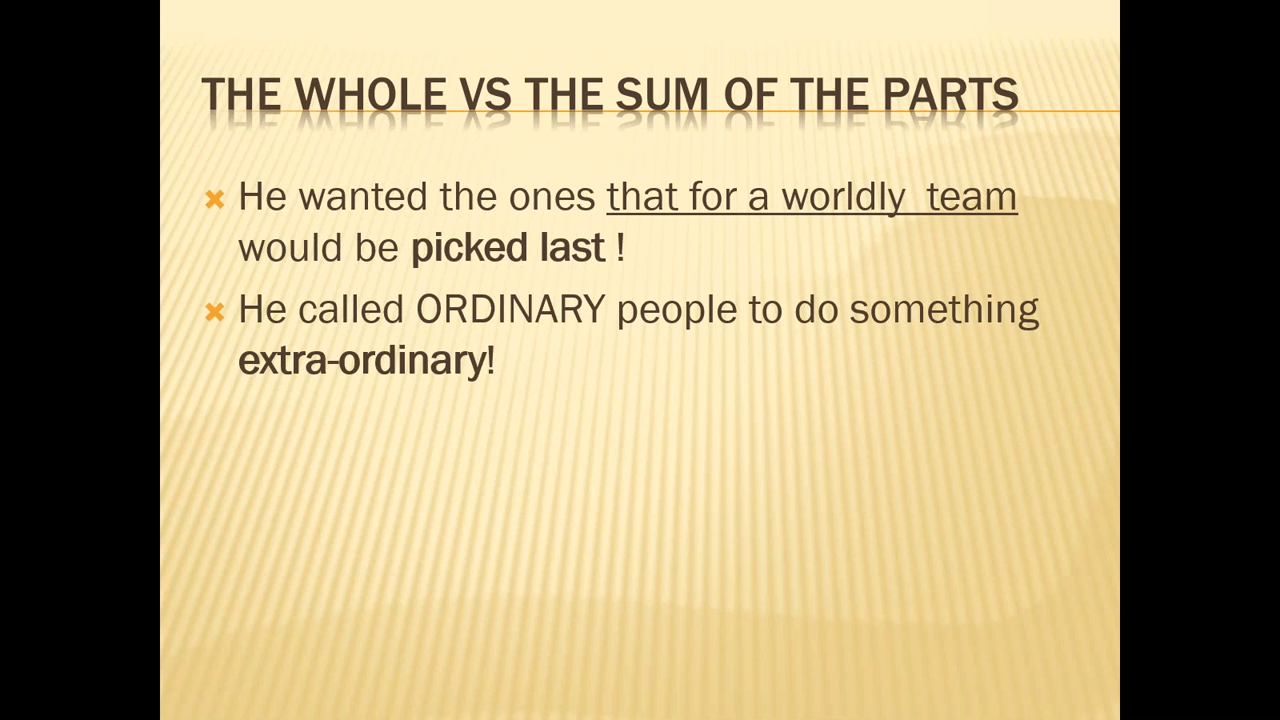 THE WHOLE VS THE SUM OF THE PARTS
He wanted the ones that for a worldly  team
would be picked last !
He called ORDINARY people to do something
extra-ordinary!